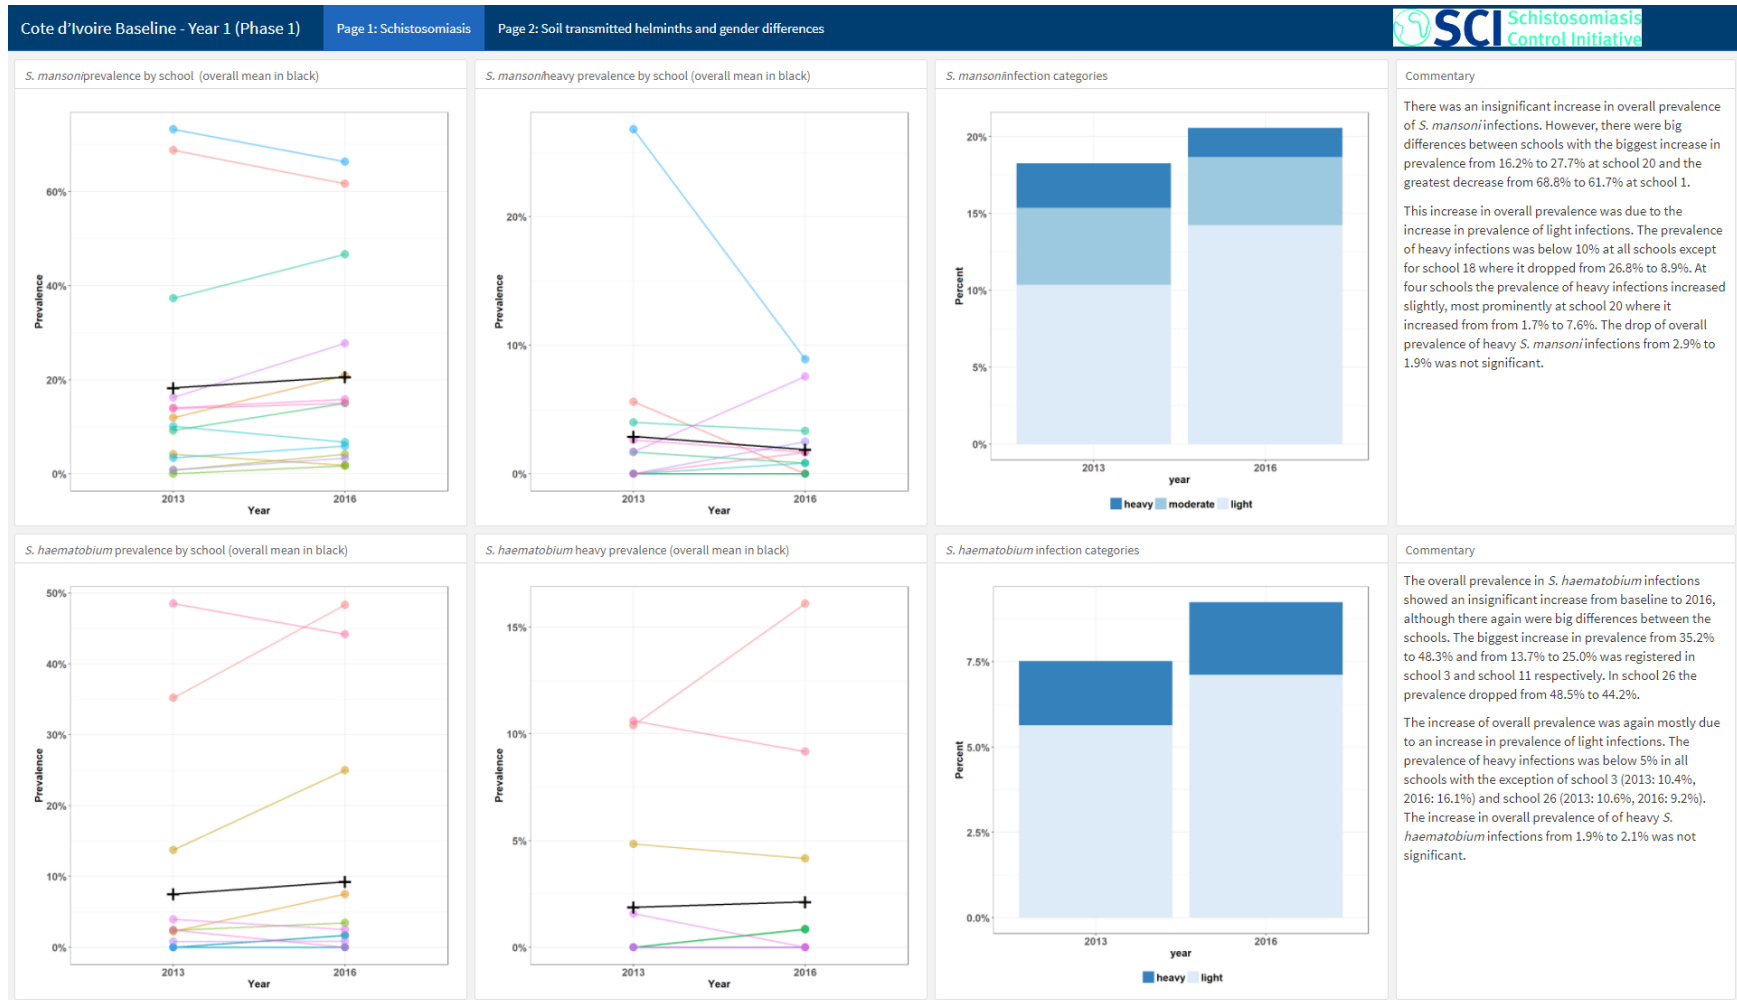 Cote d'Ivoire Baseline - Year 1 (Phase 1)
Page 1: Schistosomiasis
Page 2: Soil transmitted helminths and gender differences
SCI Schistosomiasis
Control Initiative
S. mansoniprevalence by school (overall mean in black)
60%
40%
20%
0%
Prevalence
2013
2016
Year
S. mansoniheavy prevalence by school (overall mean in black)
20%
10%
0%
Prevalence
2013
2016
Year
S. mansoniinfection categories
20%
15%
10%
5%
0%
Percent
2013
2016
year
heavy moderate light
Commentary
There was an insignificant increase in overall prevalence
of S. mansoni infections. However, there were big
differences between schools with the biggest increase in
prevalence from 16.2% to 27.7% at school 20 and the
greatest decrease from 68.8% to 61.7% at school 1.
This increase in overall prevalence was due to the
increase in prevalence of light infections. The prevalence
of heavy infections was below 10% at all schools except
for school 18 where it dropped from 26.8% to 8.9%. At
four schools the prevalence of heavy infections increased
slightly, most prominently at school 20 where it
increased from from 1.7% to 7.6%. The drop of overall
prevalence of heavy S. mansoni infections from 2.9% to
1.9% was not significant.
S. haematobium prevalence by school (overall mean in black)
50%
40%
30%
20%
10%
0%
Prevalence
2013
2016
Year
S. haematobium heavy prevalence (overall mean in black)
15%
10%
5%
0%
Prevalence
2013
2016
Year
S. haematobium infection categories
7.5%
5.0%
2.5%
0.0%
Percent
2013
2016
year
heavy light
Commentary
The overall prevalence in S. haematobium infections
showed an insignificant increase from baseline to 2016,
although there again were big differences between the
schools. The biggest increase in prevalence from 35.2%
to 48.3% and from 13.7% to 25.0% was registered in
school 3 and school 11 respectively. In school 26 the
prevalence dropped from 48.5% to 44.2%.
The increase of overall prevalence was again mostly due
to an increase in prevalence of light infections. The
prevalence of heavy infections was below 5% in all
schools with the exception of school 3 (2013: 10.4%,
2016: 16.1%) and school 26 (2013: 10.6%, 2016: 9.2%).
The increase in overall prevalence of of heavy S.
haematobium infections from 1.9% to 2.1% was not
significant.